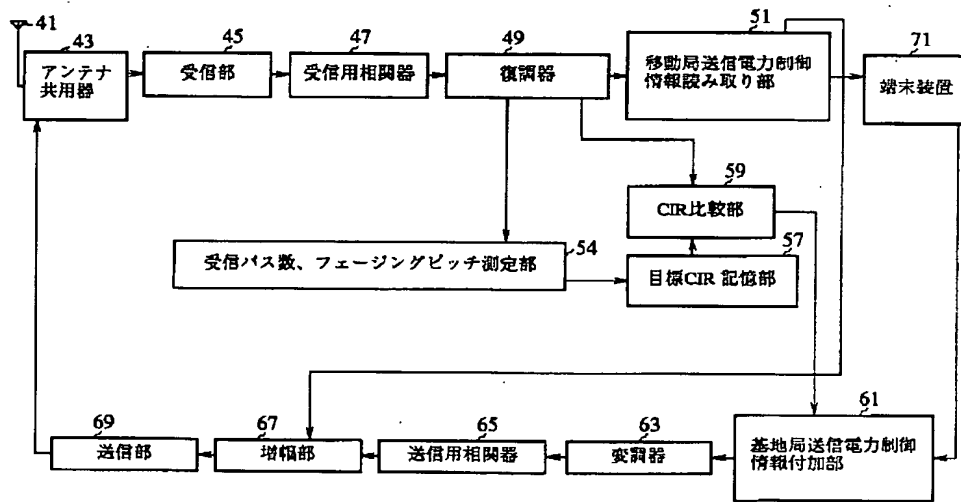 41
43
アンテナ
共用器
45
受信部
47
受信用相関器
49
復調器
51
移動局送信電力制御
情報読み取り部
71
端末装置
59
CIR比較部
54
受信パス数、フェージングピッチ測定部
57
目標CIR 記憶部
61
基地局送信電力制御
情報付加部
63
変調器
65
送信用相関器
67
増幅部
69
送信部